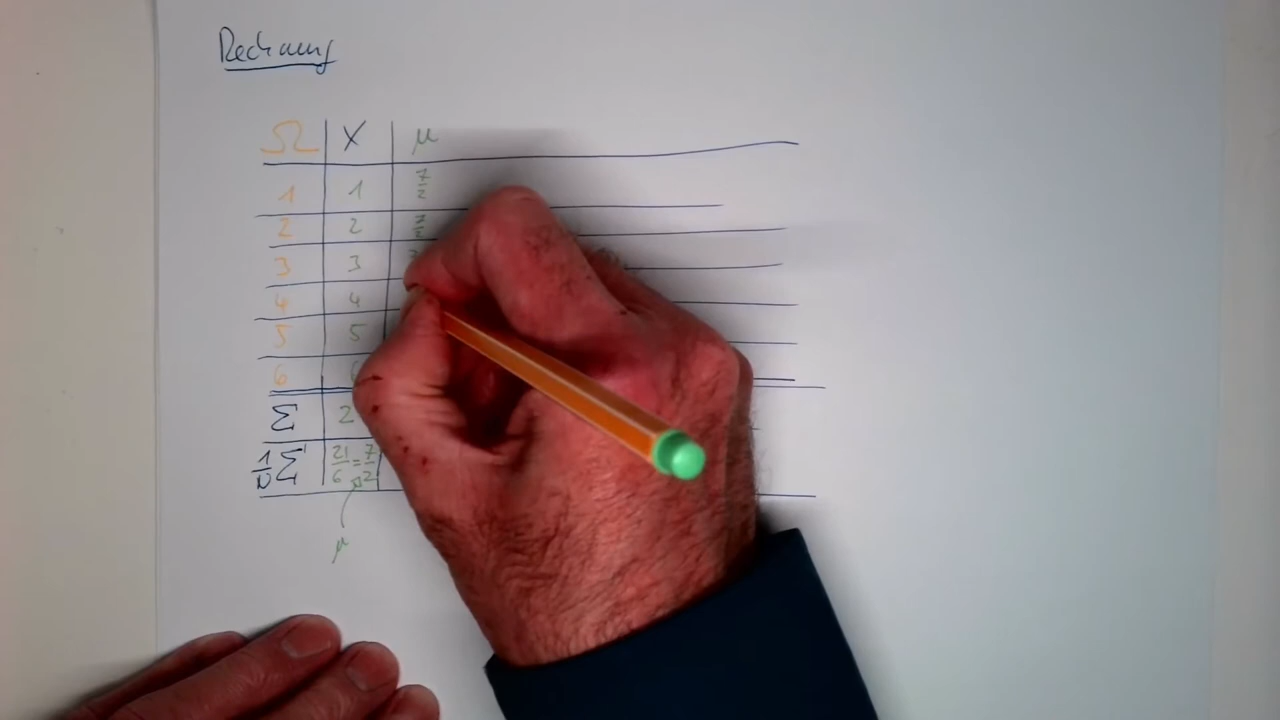 Rechnung
Ω X μ
1 1 7/2
2 2 7/2
3 3
4 4
5 5
6
Σ 2
1/N Σ 21/6 = 7/2
μ